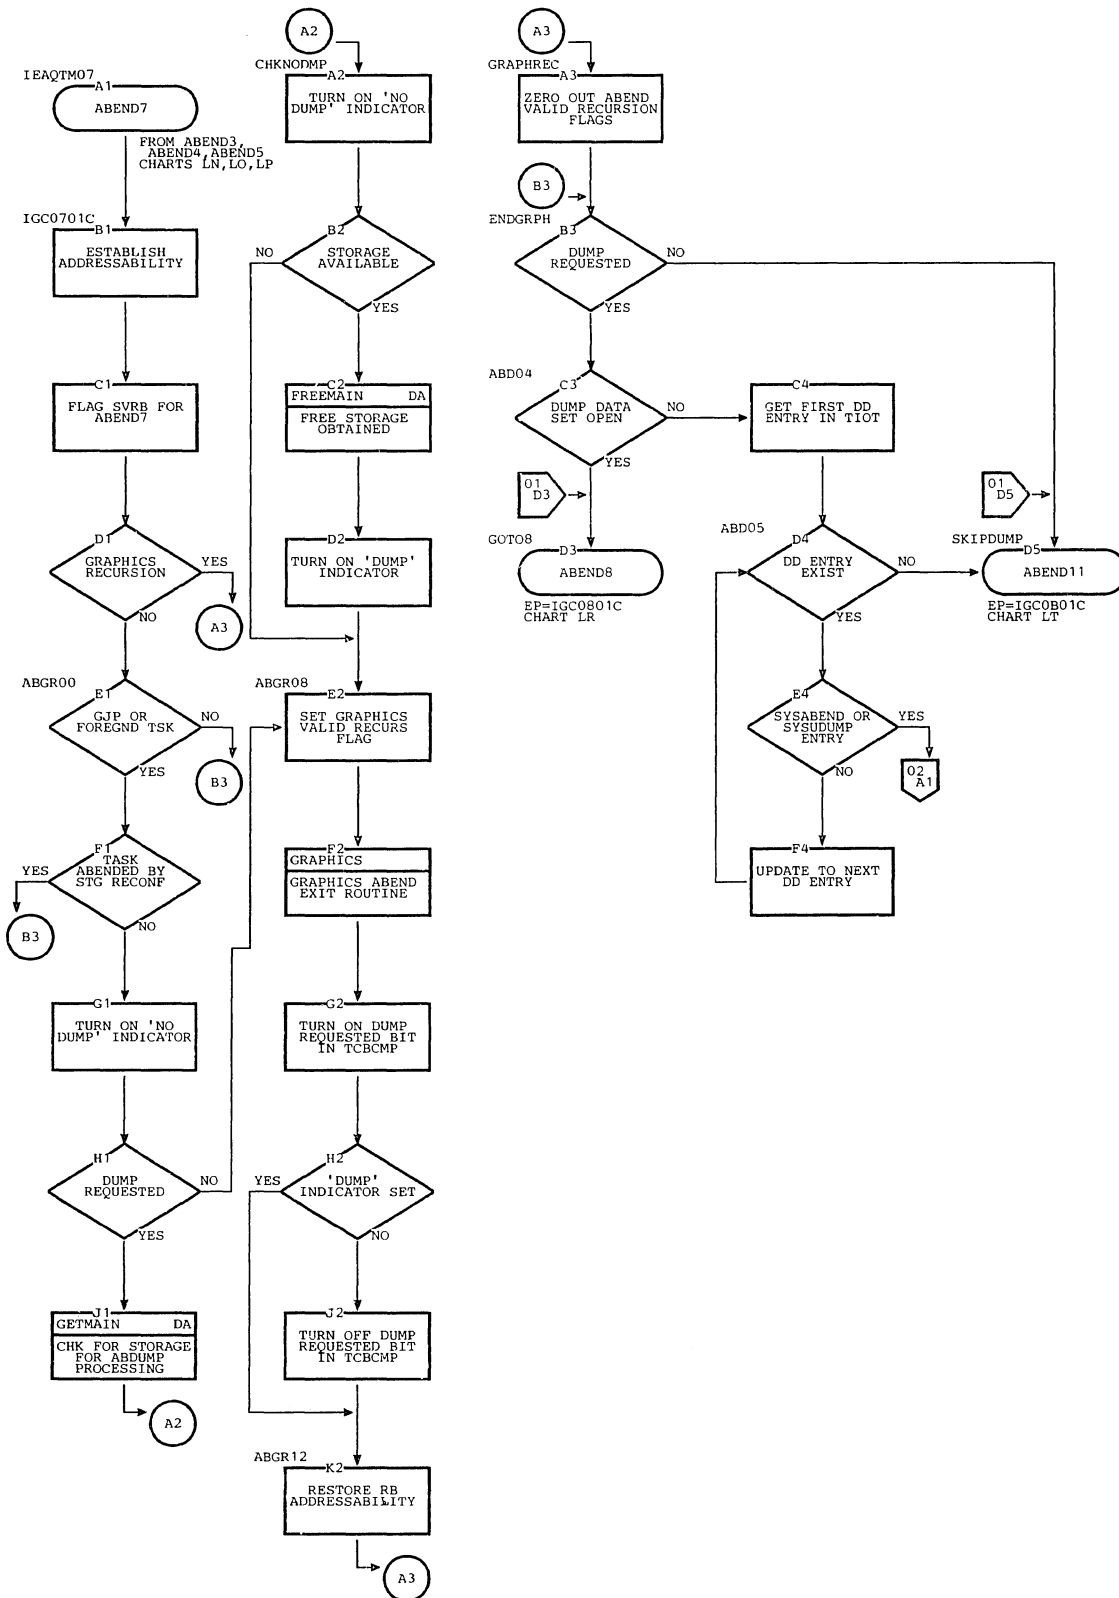 IEAQTM07
A1
ABEND7
FROM ABEND3,
ABEND4,ABEND5
CHARTS LN,LO,LP
IGC0701C
B1
ESTABLISH
ADDRESSABILITY
C1
FLAG SVRB FOR
ABEND7
D1
GRAPHICS
RECURSION
YES
NO
A3
ABGR00
E1
GJP OR
FOREGND TSK
NO
YES
B3
F1
TASK
ABENDED BY
STG RECONF
YES
NO
B3
G1
TURN ON 'NO
DUMP' INDICATOR
H1
DUMP
REQUESTED
NO
YES
J1
GETMAIN DA
CHK FOR STORAGE
FOR ABDUMP
PROCESSING
A2
A2
CHKNODMP
A2
TURN ON 'NO
DUMP' INDICATOR
B2
STORAGE
AVAILABLE
NO
YES
C2
FREEMAIN DA
FREE STORAGE
OBTAINED
D2
TURN ON 'DUMP'
INDICATOR
ABGR08
E2
SET GRAPHICS
VALID RECURS
FLAG
F2
GRAPHICS
GRAPHICS ABEND
EXIT ROUTINE
G2
TURN ON DUMP
REQUESTED BIT
IN TCBCMP
H2
'DUMP'
INDICATOR SET
YES
NO
J2
TURN OFF DUMP
REQUESTED BIT
IN TCBCMP
ABGR12
K2
RESTORE RB
ADDRESSABILITY
A3
A3
GRAPHREC
A3
ZERO OUT ABEND
VALID RECURSION
FLAGS
B3
ENDGRPH
B3
DUMP
REQUESTED
NO
YES
ABD04
C3
DUMP DATA
SET OPEN
NO
YES
01
D3
GOTO8
D3
ABEND8
EP=IGC0801C
CHART LR
C4
GET FIRST DD
ENTRY IN TIOT
ABD05
D4
DD ENTRY
EXIST
NO
YES
E4
SYSABEND OR
SYSUDUMP
ENTRY
YES
NO
02
A1
F4
UPDATE TO NEXT
DD ENTRY
01
D5
SKIPDUMP
D5
ABEND11
EP=IGC0B01C
CHART LT